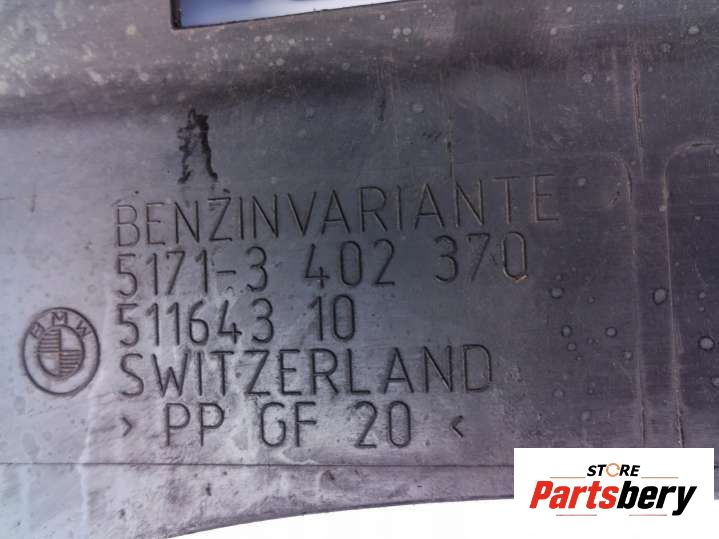 BENZINVARIANTE
5171-3 402 370
511643 10
BMW
SWITZERLAND
> PP GF 20 <
STORE
Partsbery